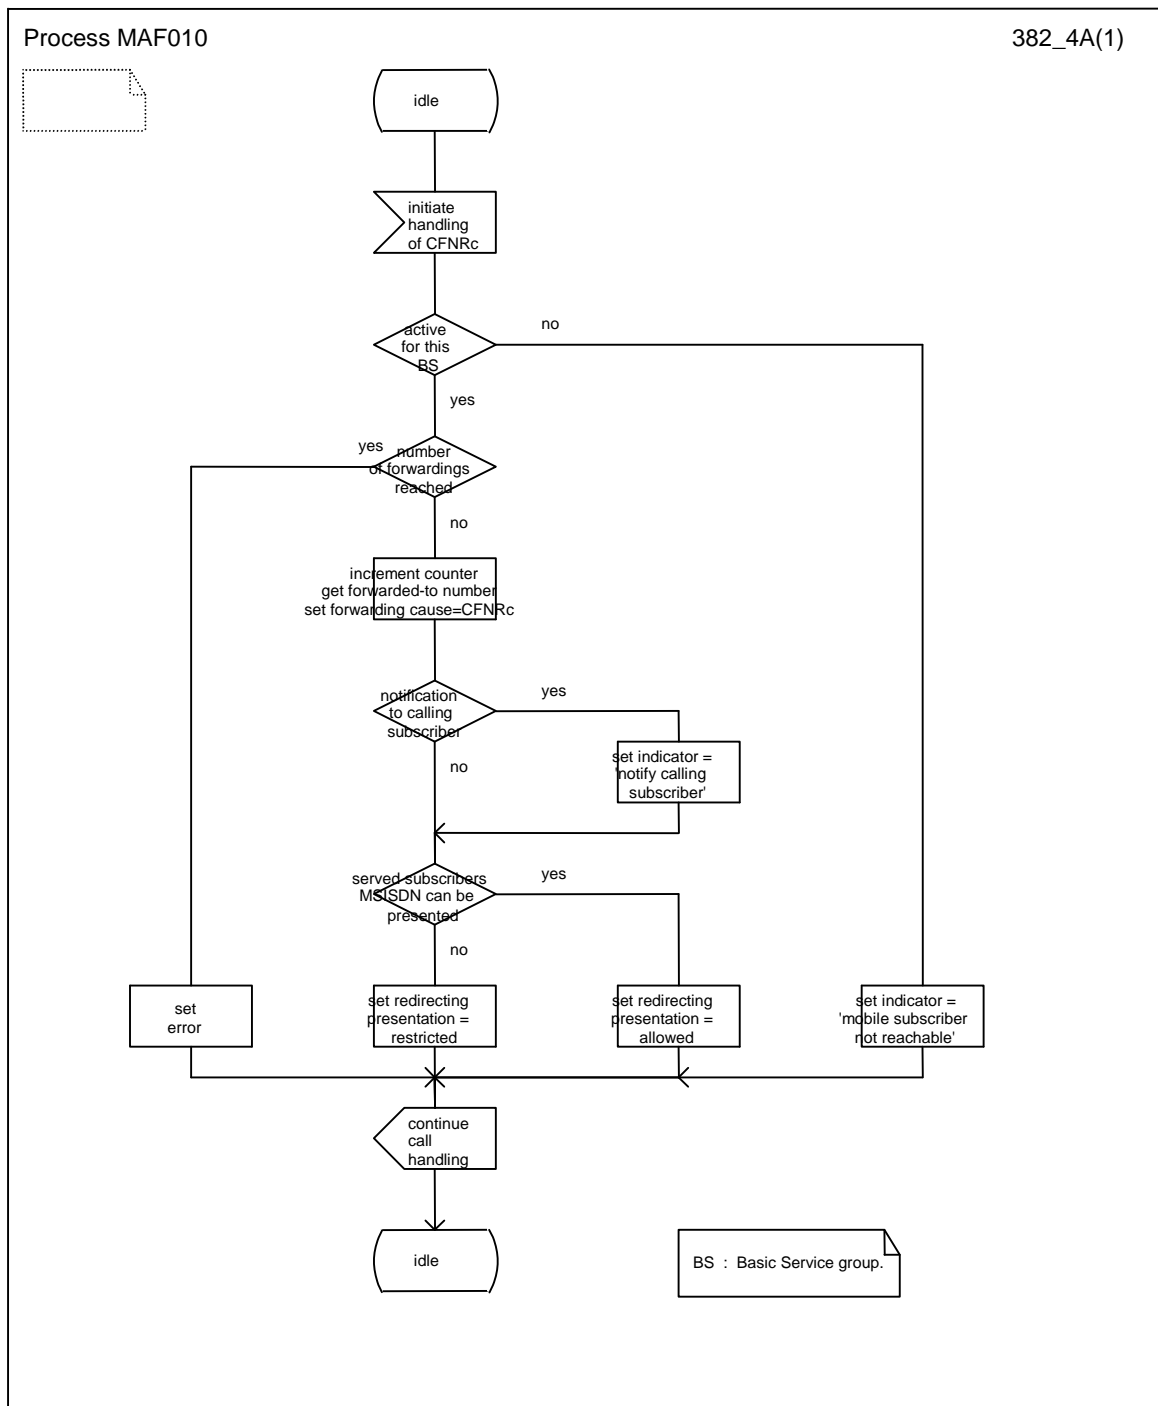 Process MAF010
382_4A(1)
idle
initiate
handling
of CFNRc
active
for this
BS
no
yes
yes
number
of forwardings
reached
no
increment counter
get forwarded-to number
set forwarding cause=CFNRc
notification
to calling
subscriber
yes
no
set indicator =
'notify calling
subscriber'
served subscribers
MSISDN can be
presented
yes
no
set
error
set redirecting
presentation =
restricted
set redirecting
presentation =
allowed
set indicator =
'mobile subscriber
not reachable'
continue
call
handling
idle
BS : Basic Service group.